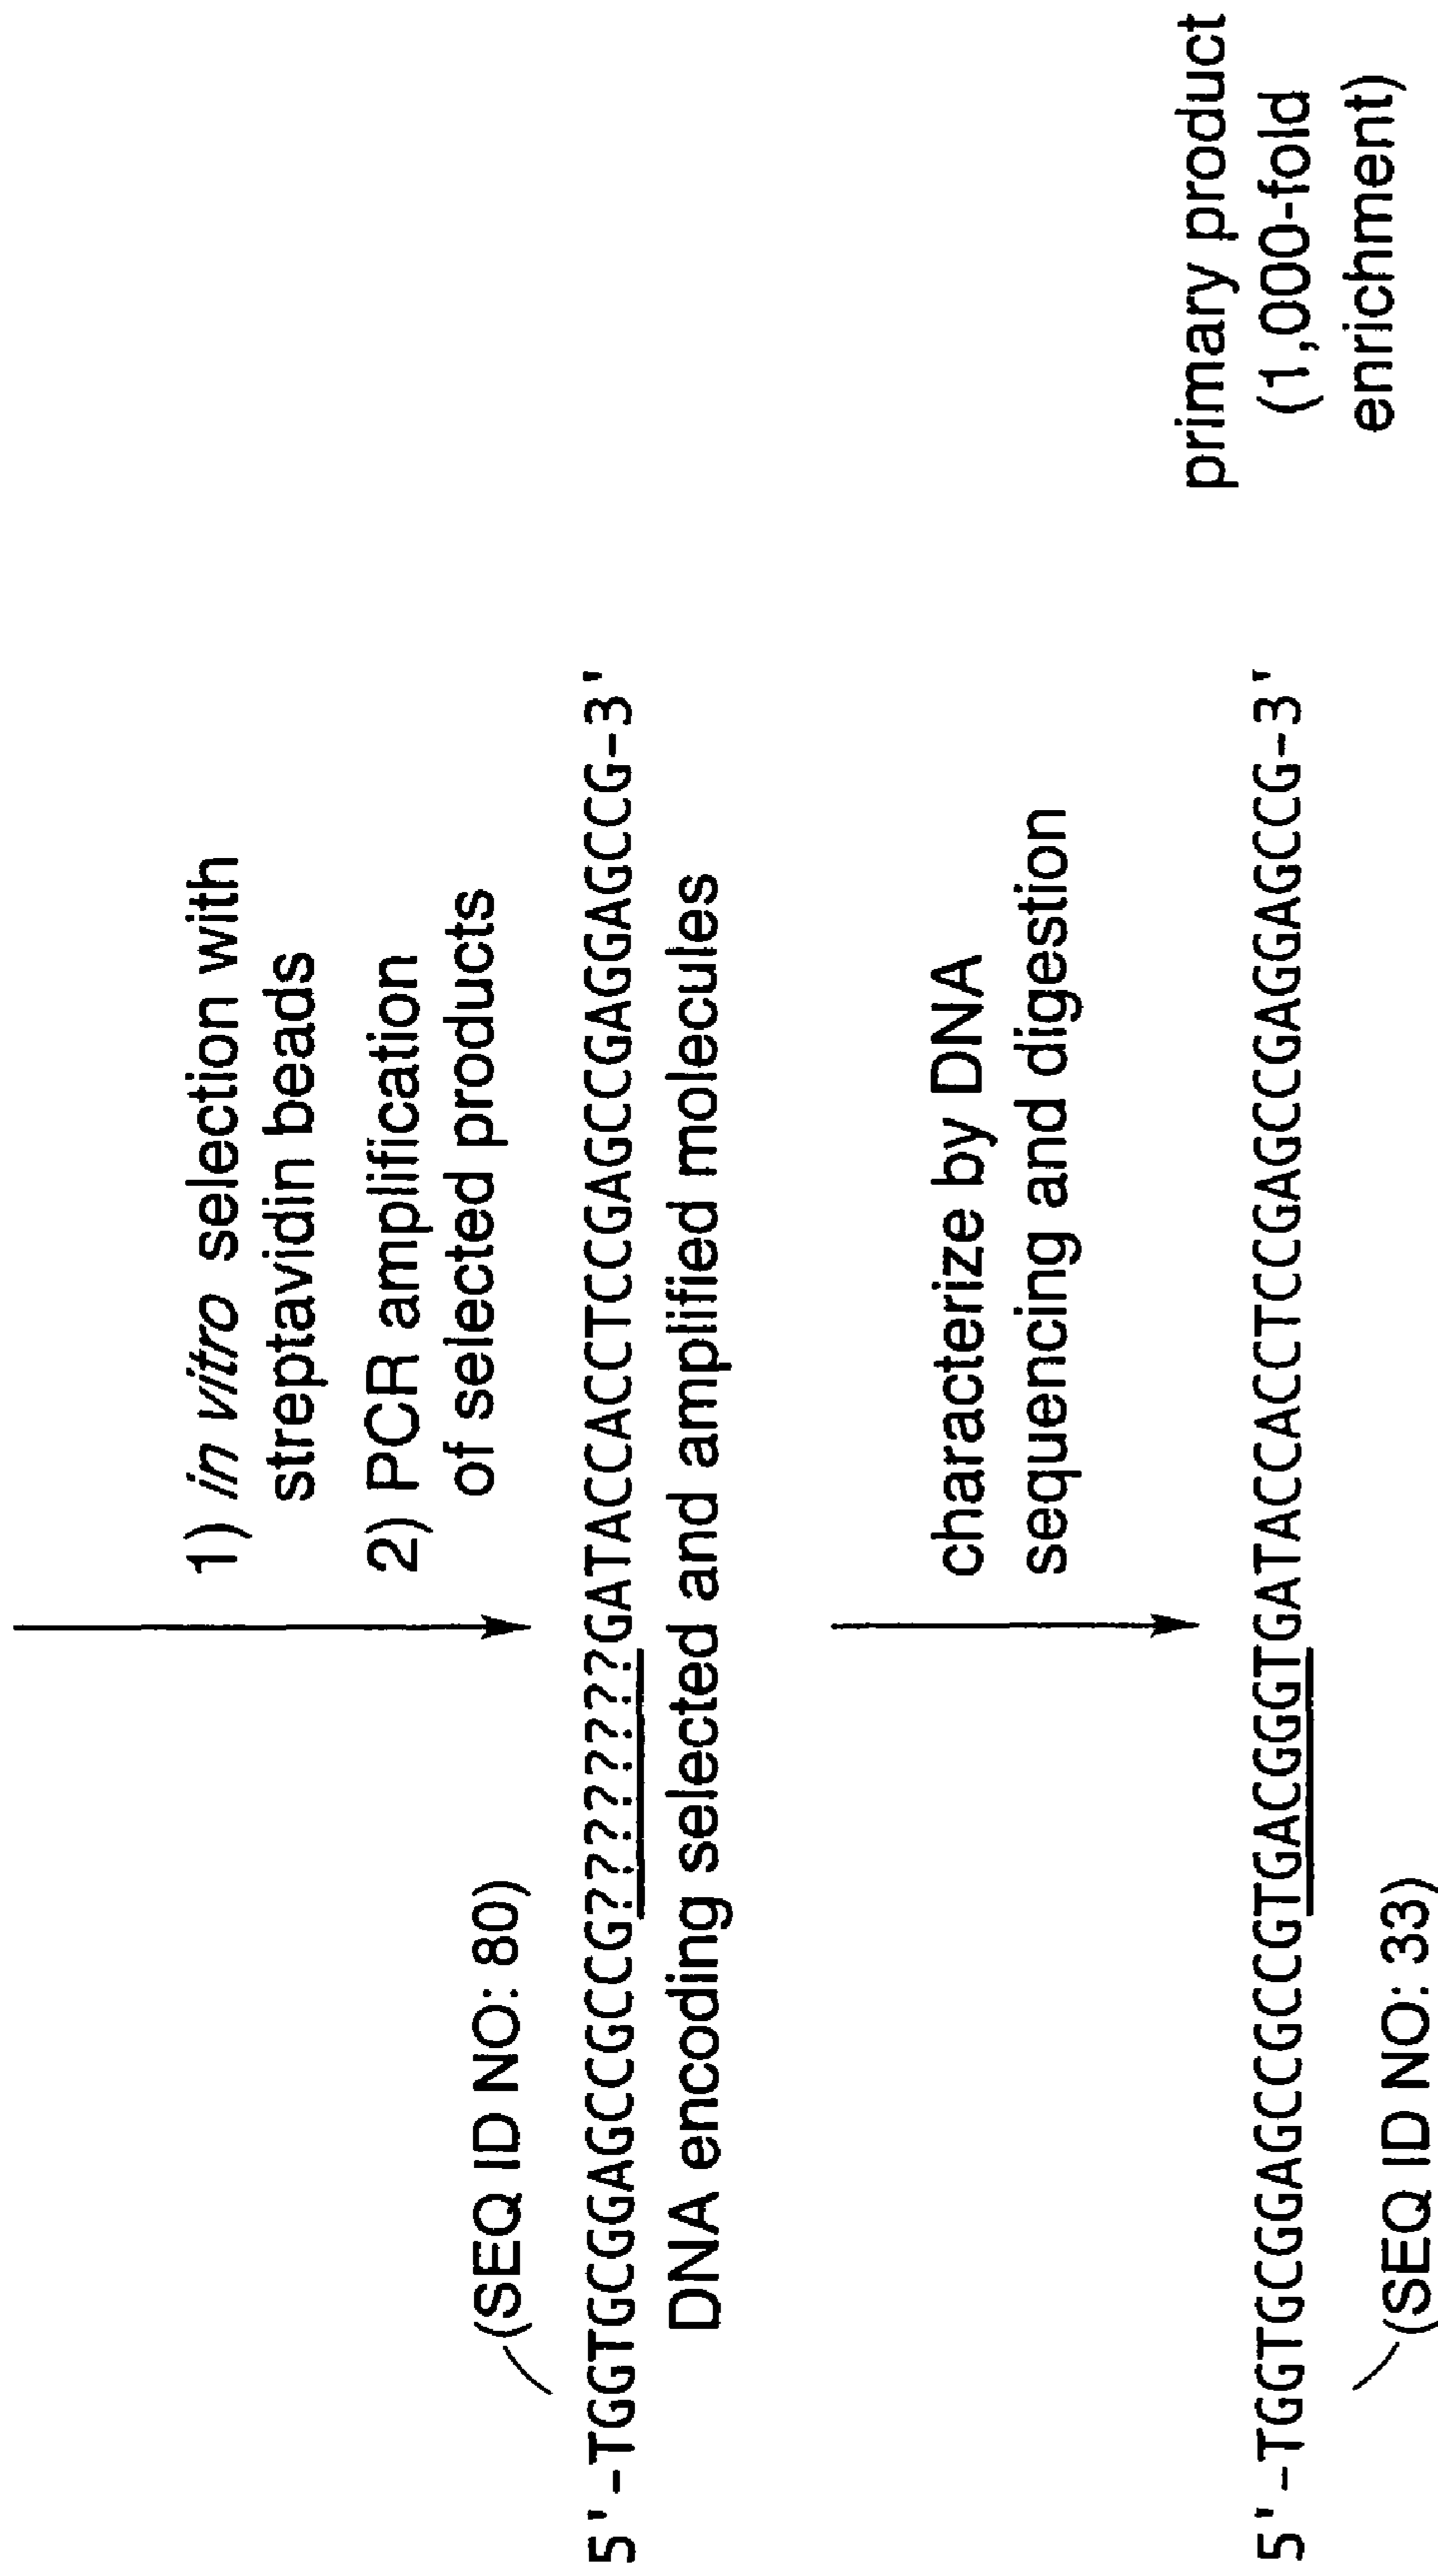 1) in vitro selection with
streptavidin beads
2) PCR amplification
of selected products
(SEQ ID NO: 80)
5'-TGGTGCGGAGCCGCCG????????GATACCACCTCCGAGCCGAGGAGCCG-3'
DNA encoding selected and amplified molecules
characterize by DNA
sequencing and digestion
5'-TGGTGCGGAGCCGCCGTGACGGGTGATACCACCTCCGAGCCGAGGAGCCG-3'
(SEQ ID NO: 33)
primary product
(1,000-fold
enrichment)